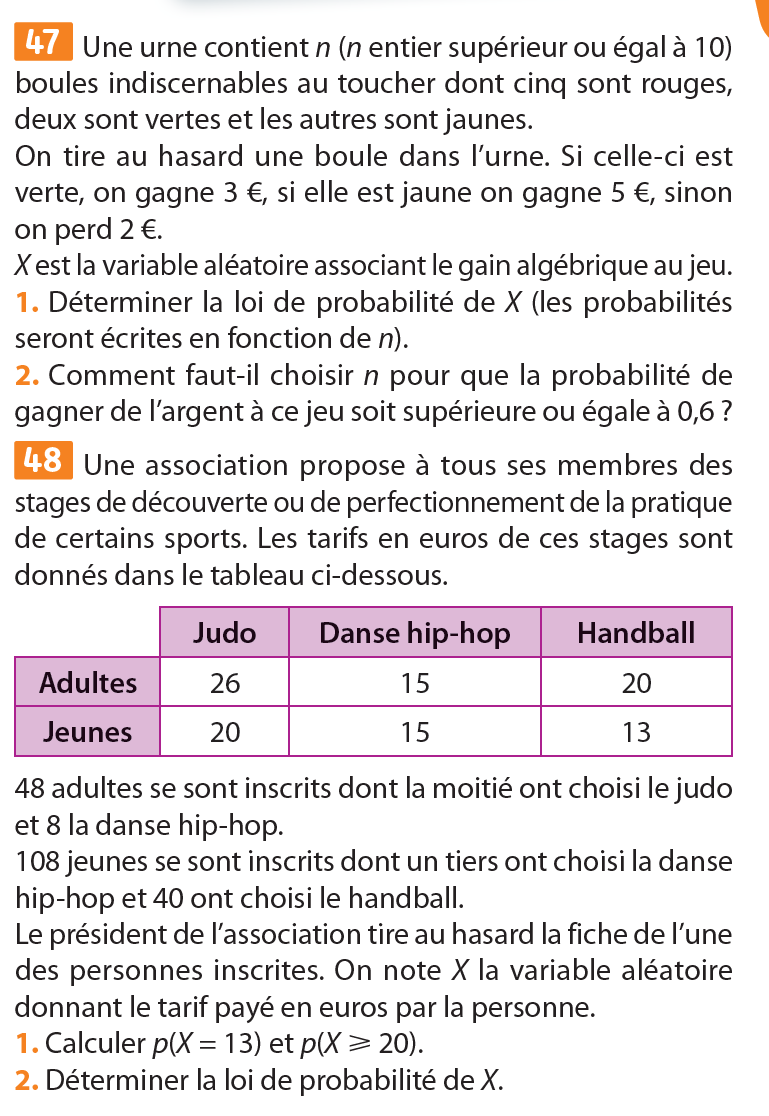 47 Une urne contient n (n entier supérieur ou égal à 10)
boules indiscernables au toucher dont cinq sont rouges,
deux sont vertes et les autres sont jaunes.
On tire au hasard une boule dans l'urne. Si celle-ci est
verte, on gagne 3 €, si elle est jaune on gagne 5 €, sinon
on perd 2 €.
X est la variable aléatoire associant le gain algébrique au jeu.
1. Déterminer la loi de probabilité de X (les probabilités
seront écrites en fonction de n).
2. Comment faut-il choisir n pour que la probabilité de
gagner de l'argent à ce jeu soit supérieure ou égale à 0,6 ?
48 Une association propose à tous ses membres des
stages de découverte ou de perfectionnement de la pratique
de certains sports. Les tarifs en euros de ces stages sont
donnés dans le tableau ci-dessous.
Judo Danse hip-hop Handball
Adultes 26 15 20
Jeunes 20 15 13
48 adultes se sont inscrits dont la moitié ont choisi le judo
et 8 la danse hip-hop.
108 jeunes se sont inscrits dont un tiers ont choisi la danse
hip-hop et 40 ont choisi le handball.
Le président de l'association tire au hasard la fiche de l'une
des personnes inscrites. On note X la variable aléatoire
donnant le tarif payé en euros par la personne.
1. Calculer p(X = 13) et p(X ⩾ 20).
2. Déterminer la loi de probabilité de X.